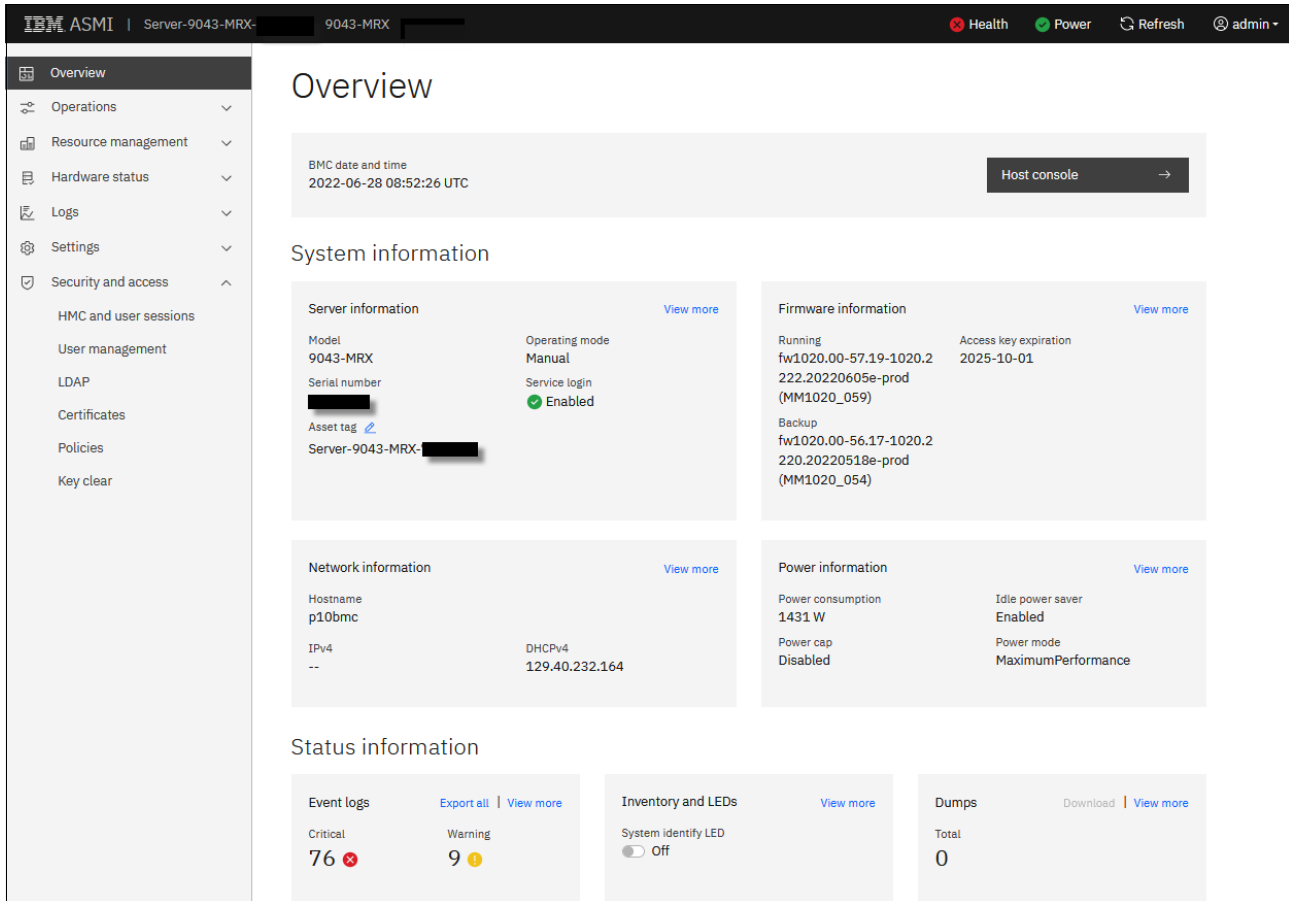 IBM ASMI | Server-9043-MRX- 9043-MRX Health Power Refresh admin
Overview
Operations
Resource management
Hardware status
Logs
Settings
Security and access
HMC and user sessions
User management
LDAP
Certificates
Policies
Key clear
Overview
BMC date and time
2022-06-28 08:52:26 UTC
Host console →
System information
Server information View more
Model
9043-MRX
Operating mode
Manual
Serial number
Service login
Enabled
Asset tag
Server-9043-MRX-
Firmware information View more
Running
fw1020.00-57.19-1020.2
222.20220605e-prod
(MM1020_059)
Access key expiration
2025-10-01
Backup
fw1020.00-56.17-1020.2
220.20220518e-prod
(MM1020_054)
Network information View more
Hostname
p10bmc
IPv4
--
DHCPv4
129.40.232.164
Power information View more
Power consumption
1431 W
Idle power saver
Enabled
Power cap
Disabled
Power mode
MaximumPerformance
Status information
Event logs Export all | View more
Critical
76
Warning
9
Inventory and LEDs View more
System identify LED
Off
Dumps Download | View more
Total
0